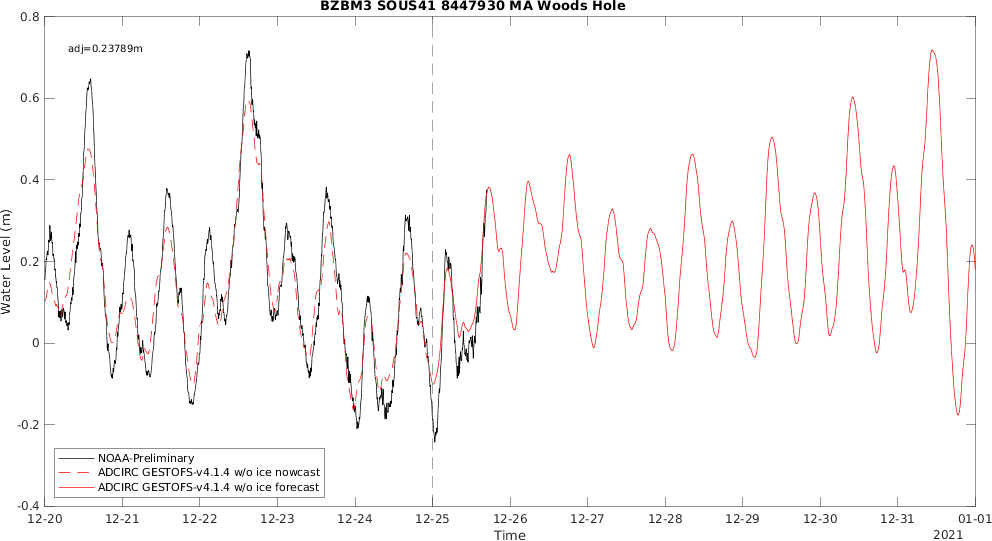 BZBM3 SOUS41 8447930 MA Woods Hole
adj=0.23789m
0.8
0.6
0.4
0.2
0
-0.2
-0.4
Water Level (m)
NOAA-Preliminary
ADCIRC GESTOFS-v4.1.4 w/o ice nowcast
ADCIRC GESTOFS-v4.1.4 w/o ice forecast
12-20 12-21 12-22 12-23 12-24 12-25 12-26 12-27 12-28 12-29 12-30 12-31 01-01
Time
2021